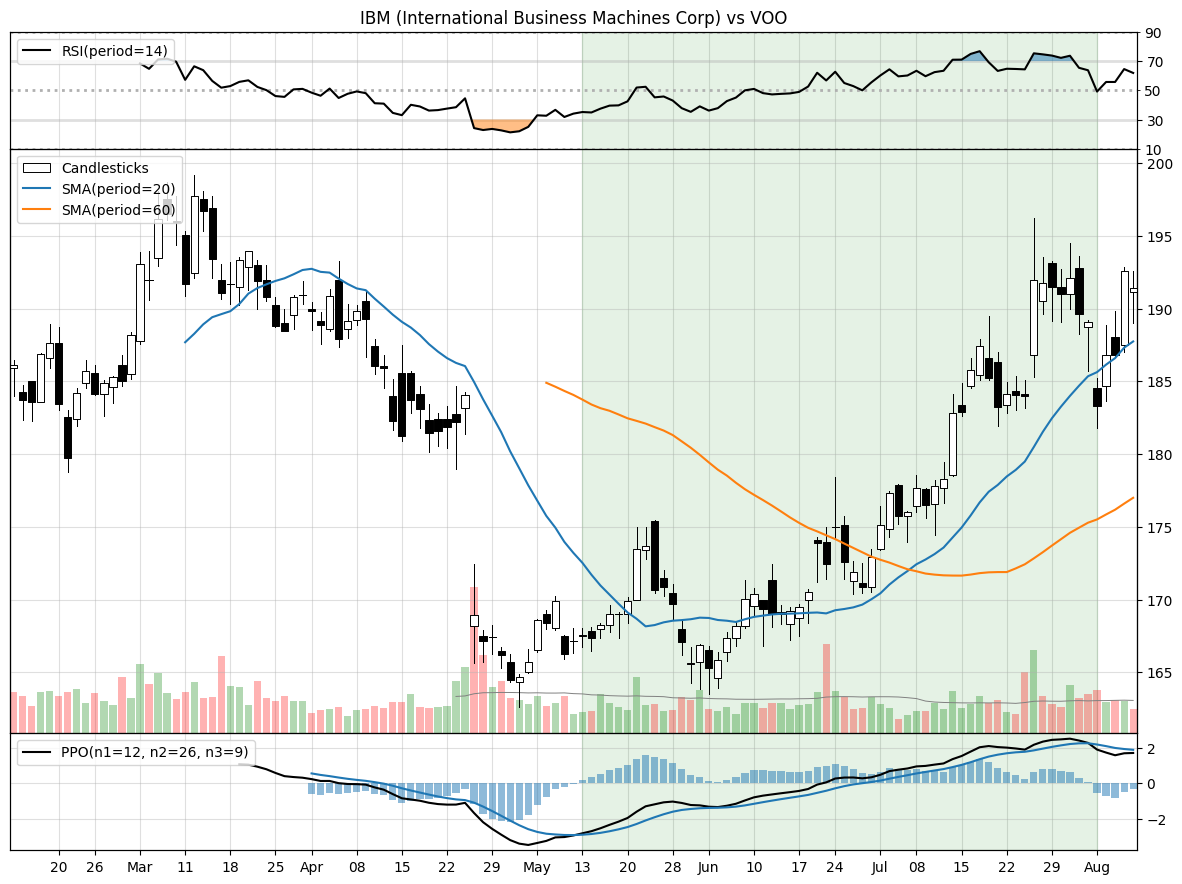 IBM (International Business Machines Corp) vs VOO
RSI(period=14)
90
70
50
30
10
Candlesticks
SMA(period=20)
SMA(period=60)
200
195
190
185
180
175
170
165
PPO(n1=12, n2=26, n3=9)
2
0
−2
20 26 Mar 11 18 25 Apr 08 15 22 29 May 13 20 28 Jun 10 17 24 Jul 08 15 22 29 Aug